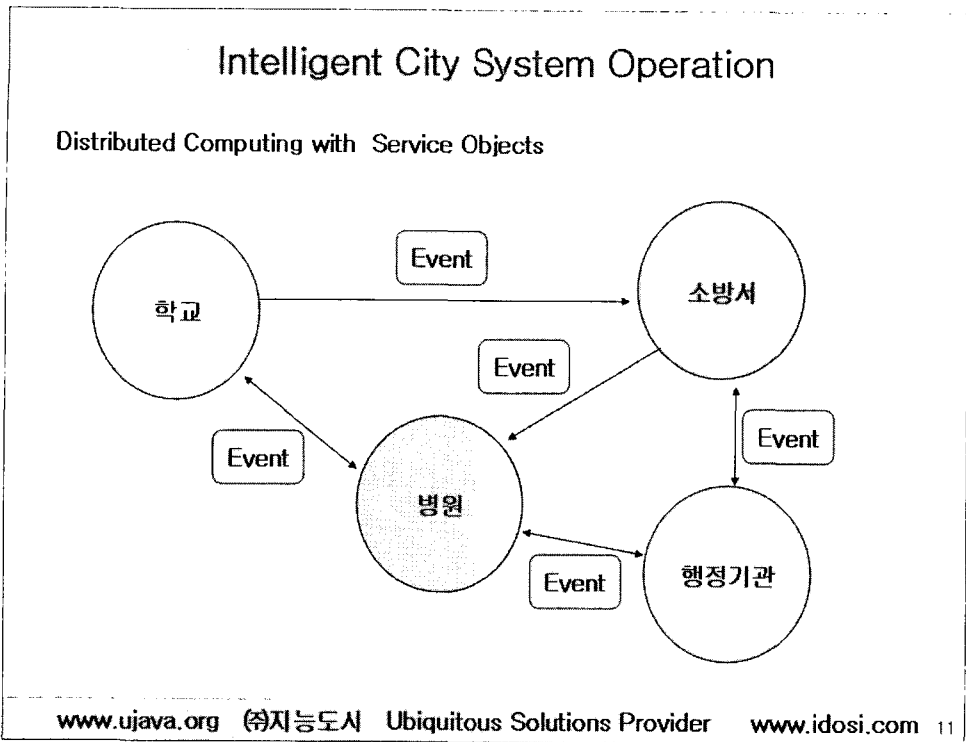 Intelligent City System Operation
Distributed Computing with Service Objects
Event
학교
소방서
Event
Event
Event
병원
Event
행정기관
www.ujava.org ㈜지능도시 Ubiquitous Solutions Provider www.idosi.com 11